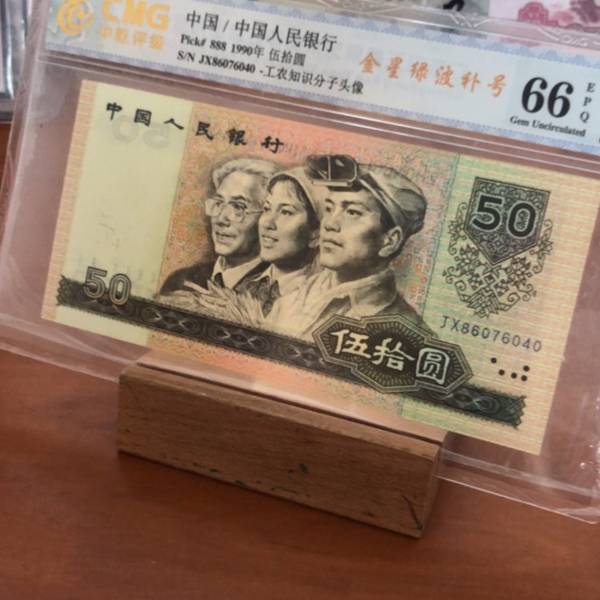 CMG
中乾评级
中国 / 中国人民银行
Pick# 888 1990年 伍拾圆
S/N JX86076040 -工农知识分子头像
金星绿波补号
66
Gem Uncirculated
EPQ
中国人民银行
50
50
JX86076040
伍拾圆